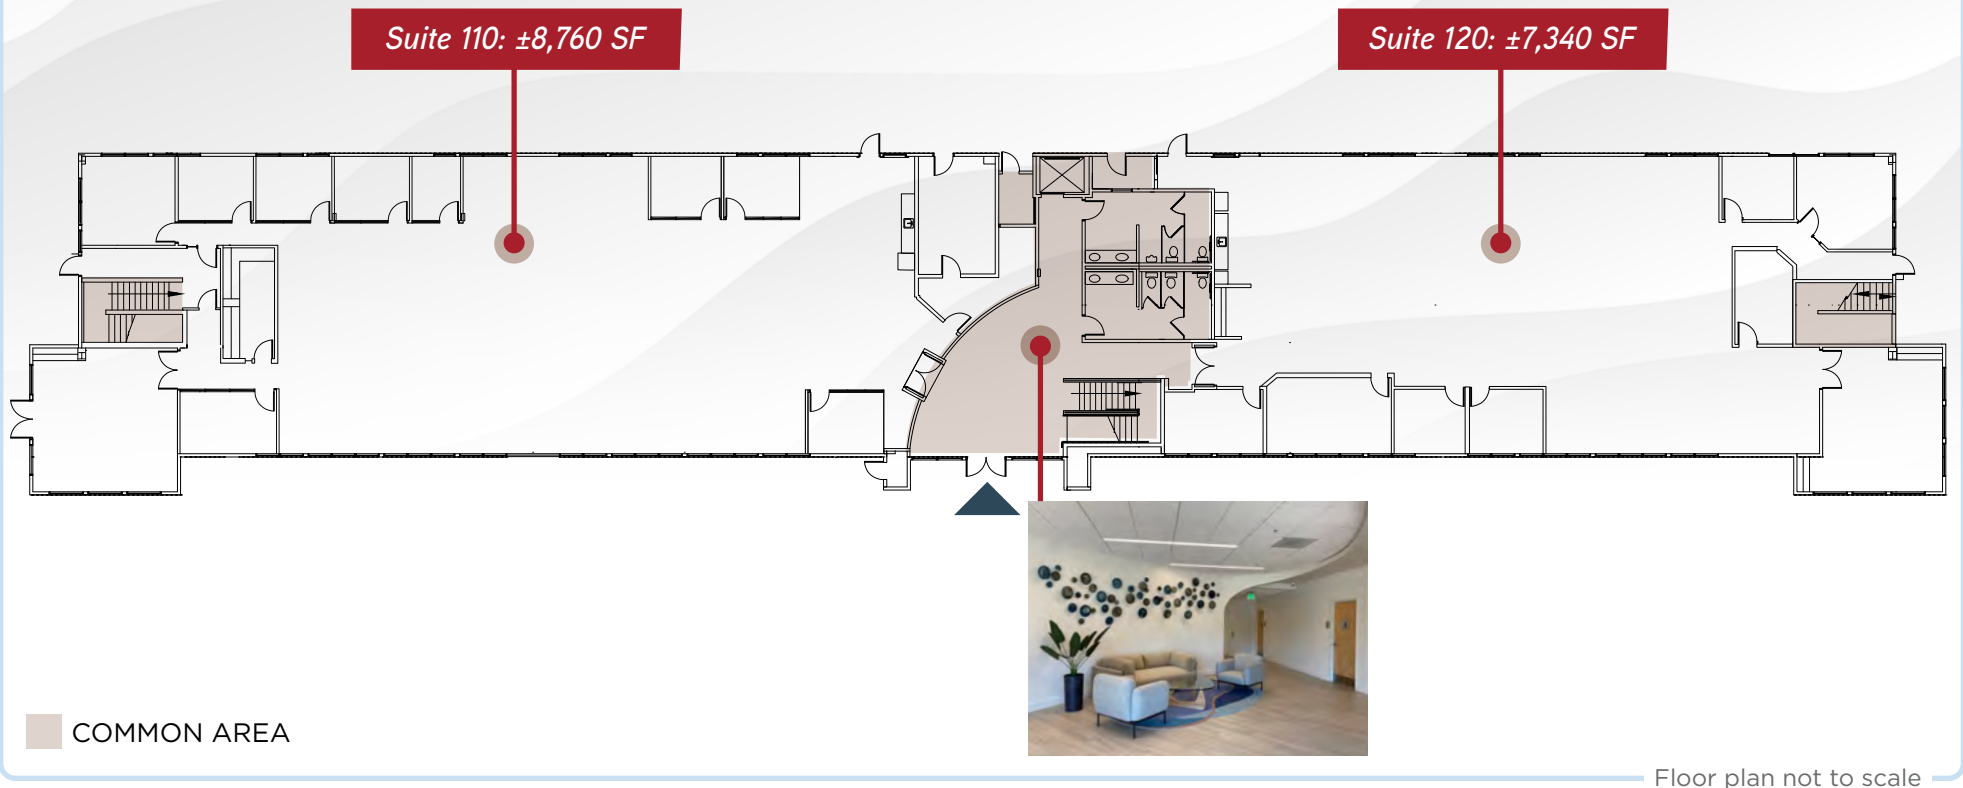 Suite 110: ±8,760 SF
Suite 120: ±7,340 SF
COMMON AREA
Floor plan not to scale